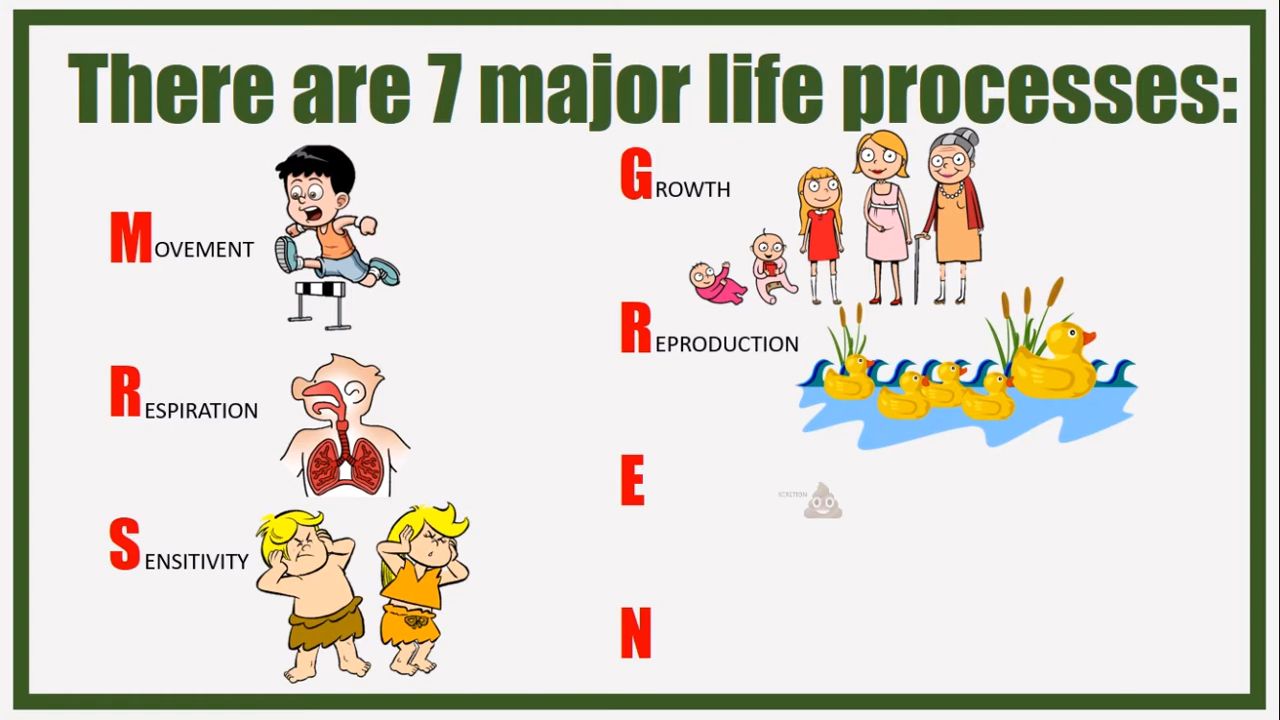 There are 7 major life processes:
MOVEMENT
RESPIRATION
SENSITIVITY
GROWTH
REPRODUCTION
E
N